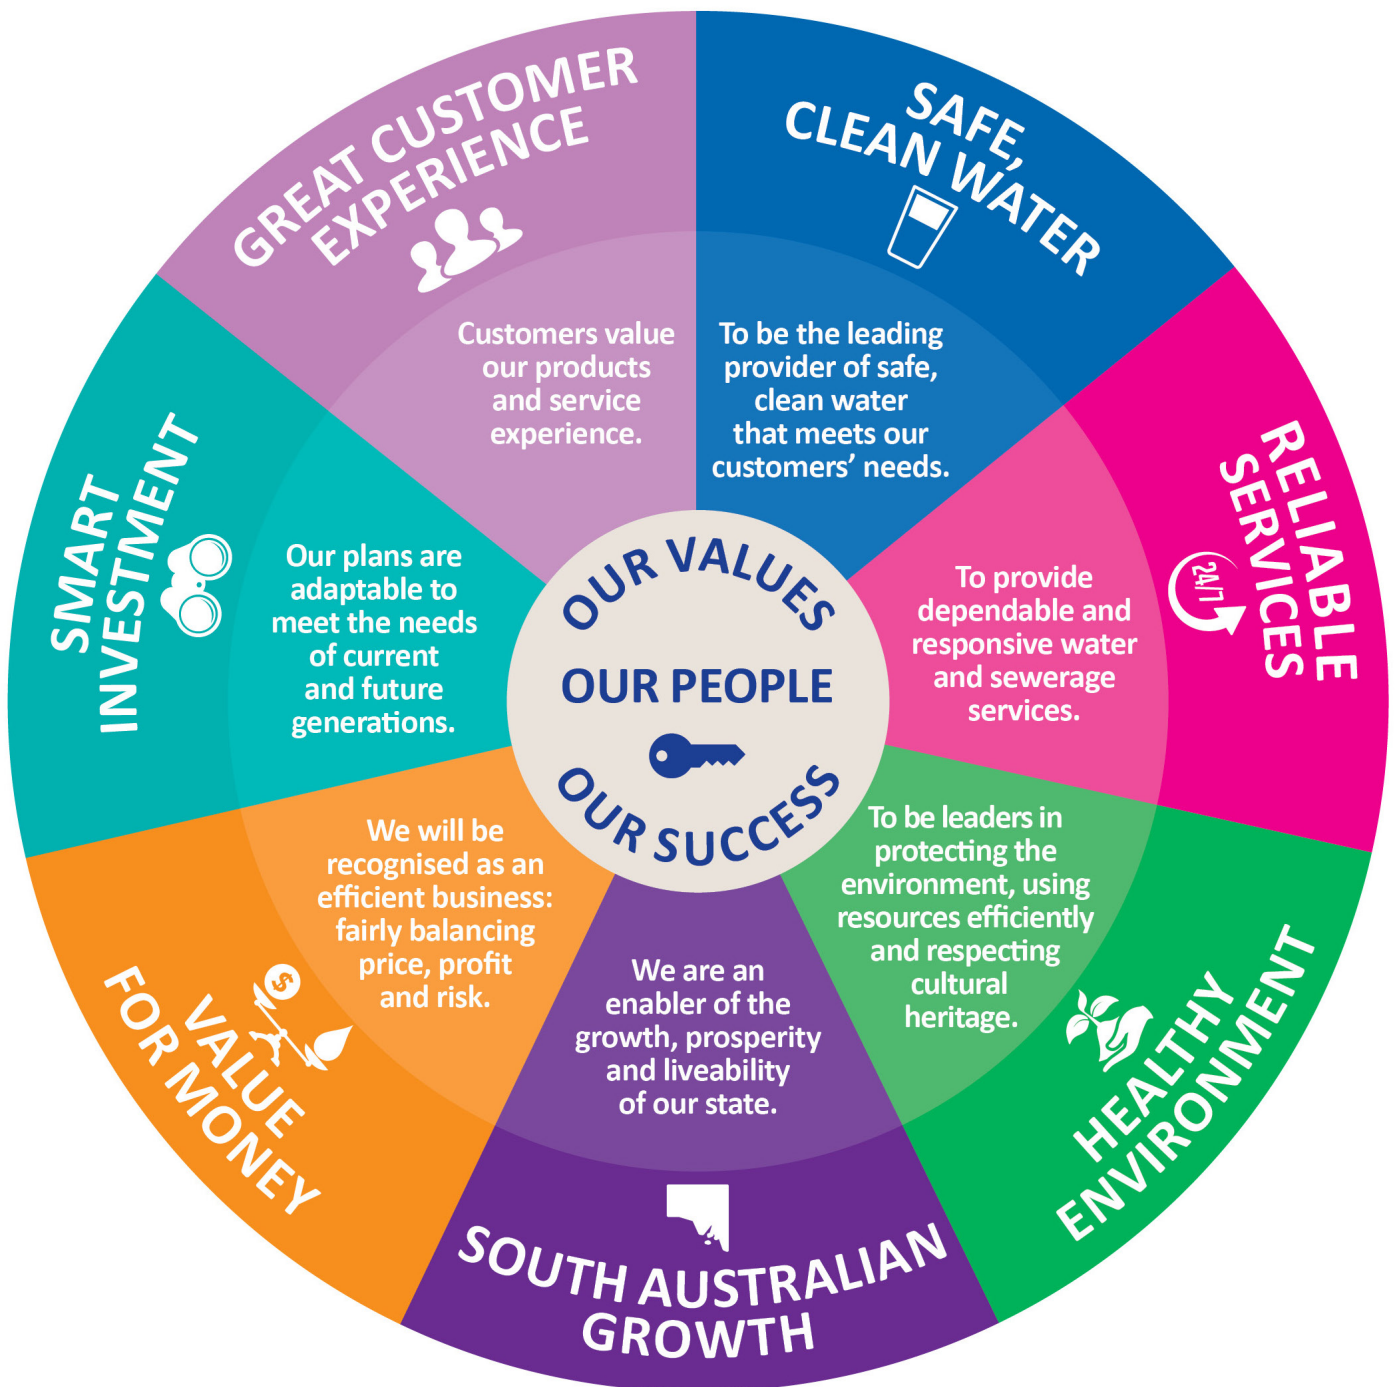 SAFE,
CLEAN WATER
To be the leading
provider of safe,
clean water
that meets our
customers’ needs.
RELIABLE
SERVICES
24/7
To provide
dependable and
responsive water
and sewerage
services.
HEALTHY
ENVIRONMENT
To be leaders in
protecting the
environment, using
resources efficiently
and respecting
cultural
heritage.
SOUTH AUSTRALIAN
GROWTH
We are an
enabler of the
growth, prosperity
and liveability
of our state.
VALUE
FOR MONEY
$
We will be
recognised as an
efficient business:
fairly balancing
price, profit
and risk.
SMART
INVESTMENT
Our plans are
adaptable to
meet the needs
of current
and future
generations.
GREAT CUSTOMER
EXPERIENCE
Customers value
our products
and service
experience.
OUR VALUES
OUR PEOPLE
OUR SUCCESS